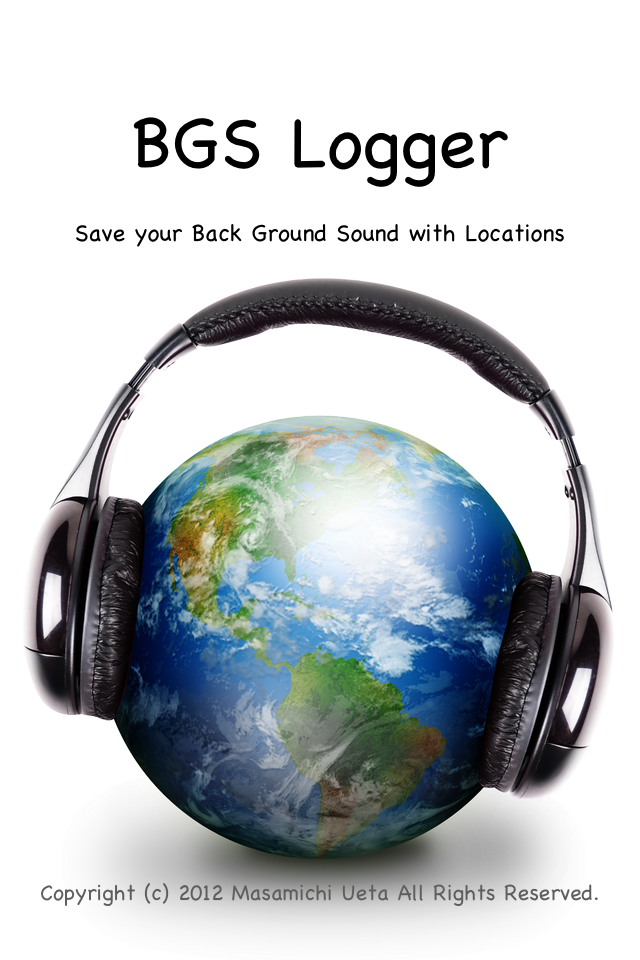 BGS Logger
Save your Back Ground Sound with Locations
Copyright (c) 2012 Masamichi Ueta All Rights Reserved.